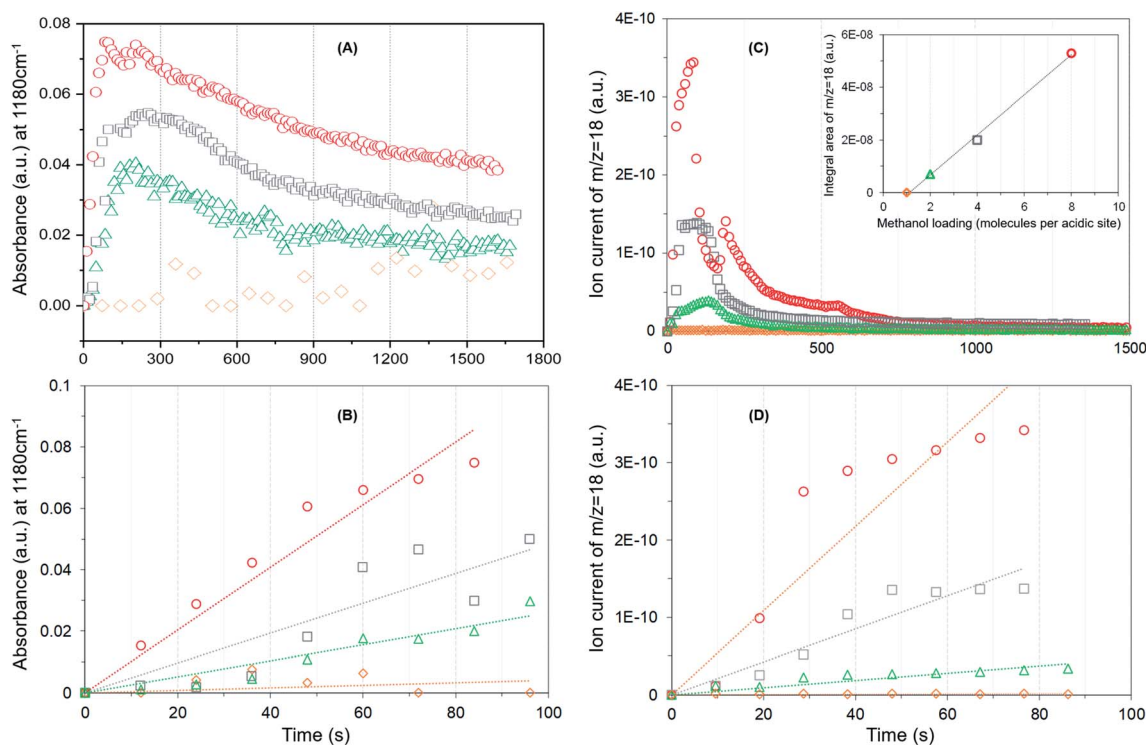 (A)
Absorbance (a.u.) at 1180cm⁻¹
0.08
0.06
0.04
0.02
0.00
0 300 600 900 1200 1500 1800
(C)
Ion current of m/z=18 (a.u.)
4E-10
3E-10
2E-10
1E-10
0
0 500 1000 1500
Integral area of m/z=18 (a.u.)
6E-08
4E-08
2E-08
0
0 2 4 6 8 10
Methanol loading (molecules per acidic site)
(B)
Absorbance (a.u.) at 1180cm⁻¹
0.1
0.08
0.06
0.04
0.02
0
0 20 40 60 80 100
Time (s)
(D)
Ion current of m/z=18 (a.u.)
4E-10
3E-10
2E-10
1E-10
0
0 20 40 60 80 100
Time (s)